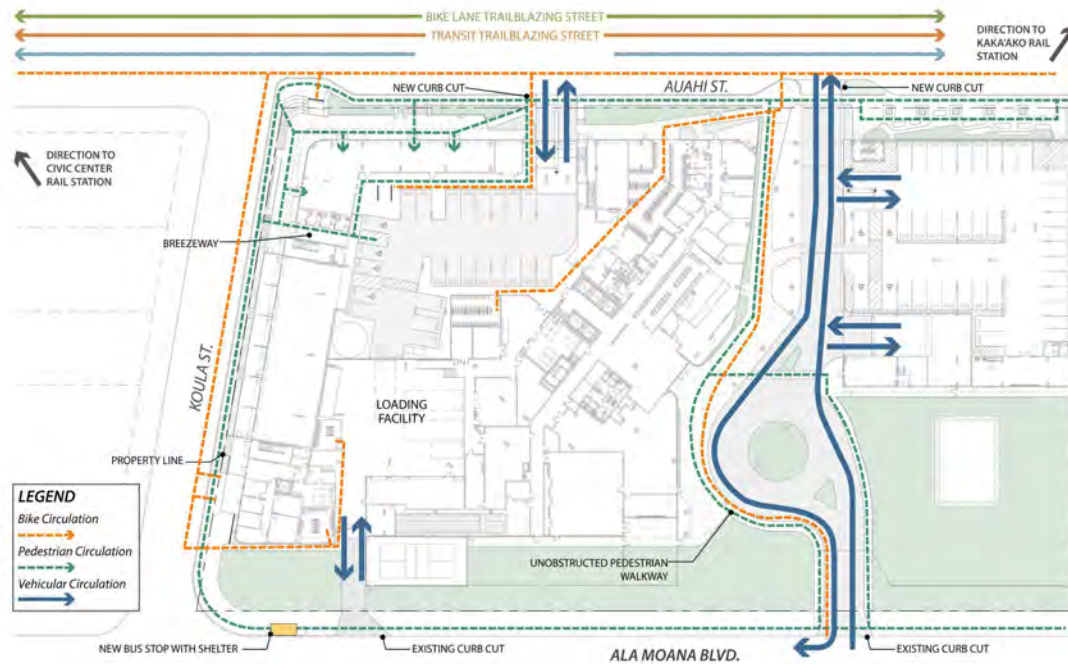 BIKE LANE TRAILBLAZING STREET
TRANSIT TRAILBLAZING STREET
DIRECTION TO
KAKA'AKO RAIL
STATION
NEW CURB CUT
AUAHI ST.
NEW CURB CUT
DIRECTION TO
CIVIC CENTER
RAIL STATION
BREEZEWAY
KOULA ST.
LOADING
FACILITY
PROPERTY LINE
LEGEND
Bike Circulation
Pedestrian Circulation
Vehicular Circulation
UNOBSTRUCTED PEDESTRIAN
WALKWAY
NEW BUS STOP WITH SHELTER
EXISTING CURB CUT
ALA MOANA BLVD.
EXISTING CURB CUT